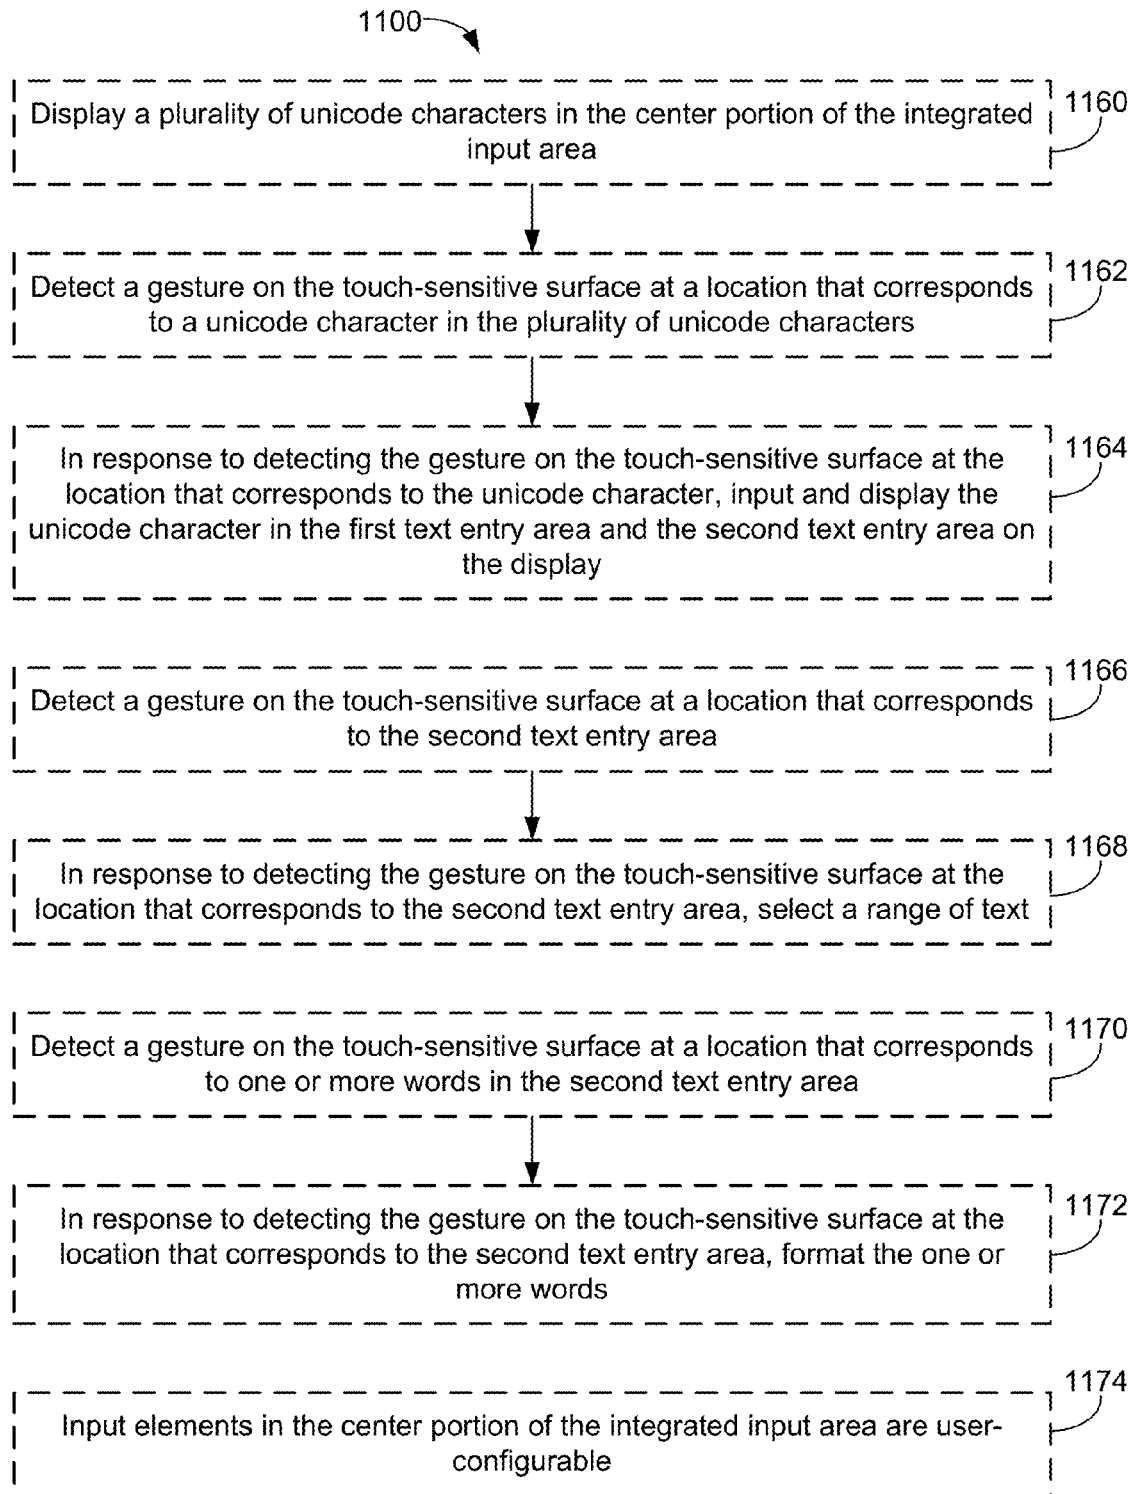 1100
1160
Display a plurality of unicode characters in the center portion of the integrated
input area
1162
Detect a gesture on the touch-sensitive surface at a location that corresponds
to a unicode character in the plurality of unicode characters
1164
In response to detecting the gesture on the touch-sensitive surface at the
location that corresponds to the unicode character, input and display the
unicode character in the first text entry area and the second text entry area on
the display
1166
Detect a gesture on the touch-sensitive surface at a location that corresponds
to the second text entry area
1168
In response to detecting the gesture on the touch-sensitive surface at the
location that corresponds to the second text entry area, select a range of text
1170
Detect a gesture on the touch-sensitive surface at a location that corresponds
to one or more words in the second text entry area
1172
In response to detecting the gesture on the touch-sensitive surface at the
location that corresponds to the second text entry area, format the one or
more words
1174
Input elements in the center portion of the integrated input area are user-
configurable